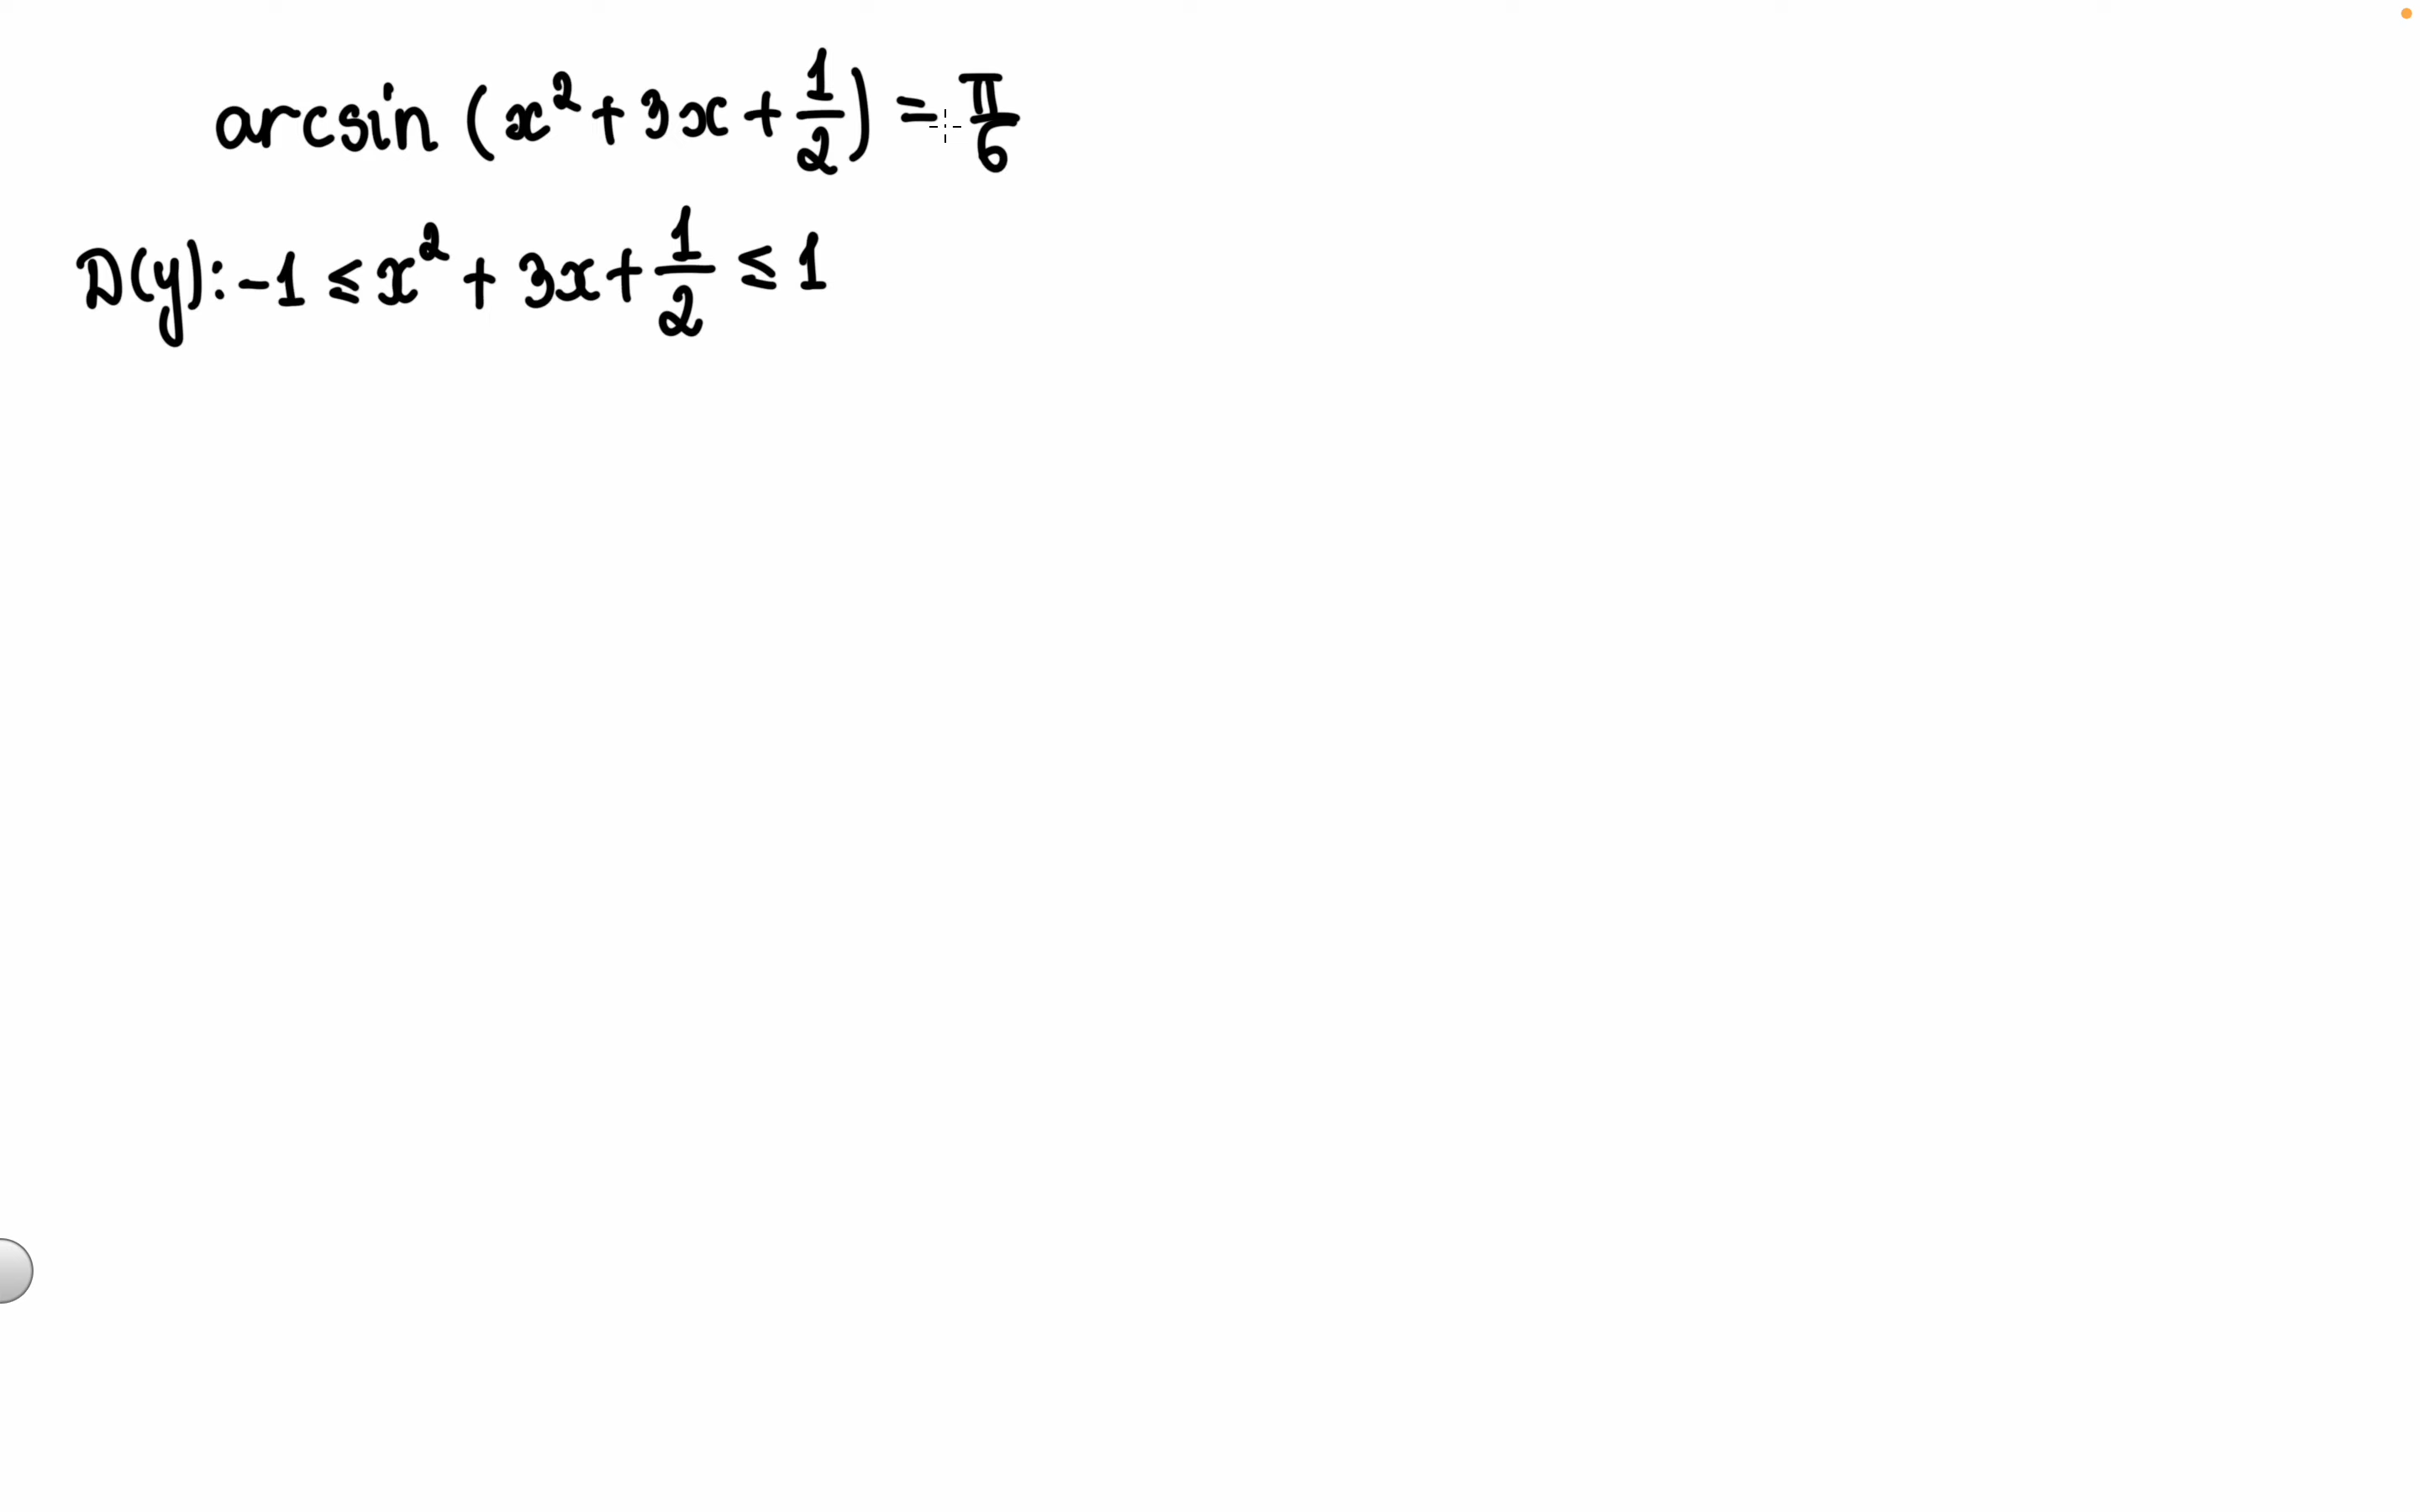 arcsin (x² + 3x + 1/2) = π/6
D(y): -1 ≤ x² + 3x + 1/2 ≤ 1